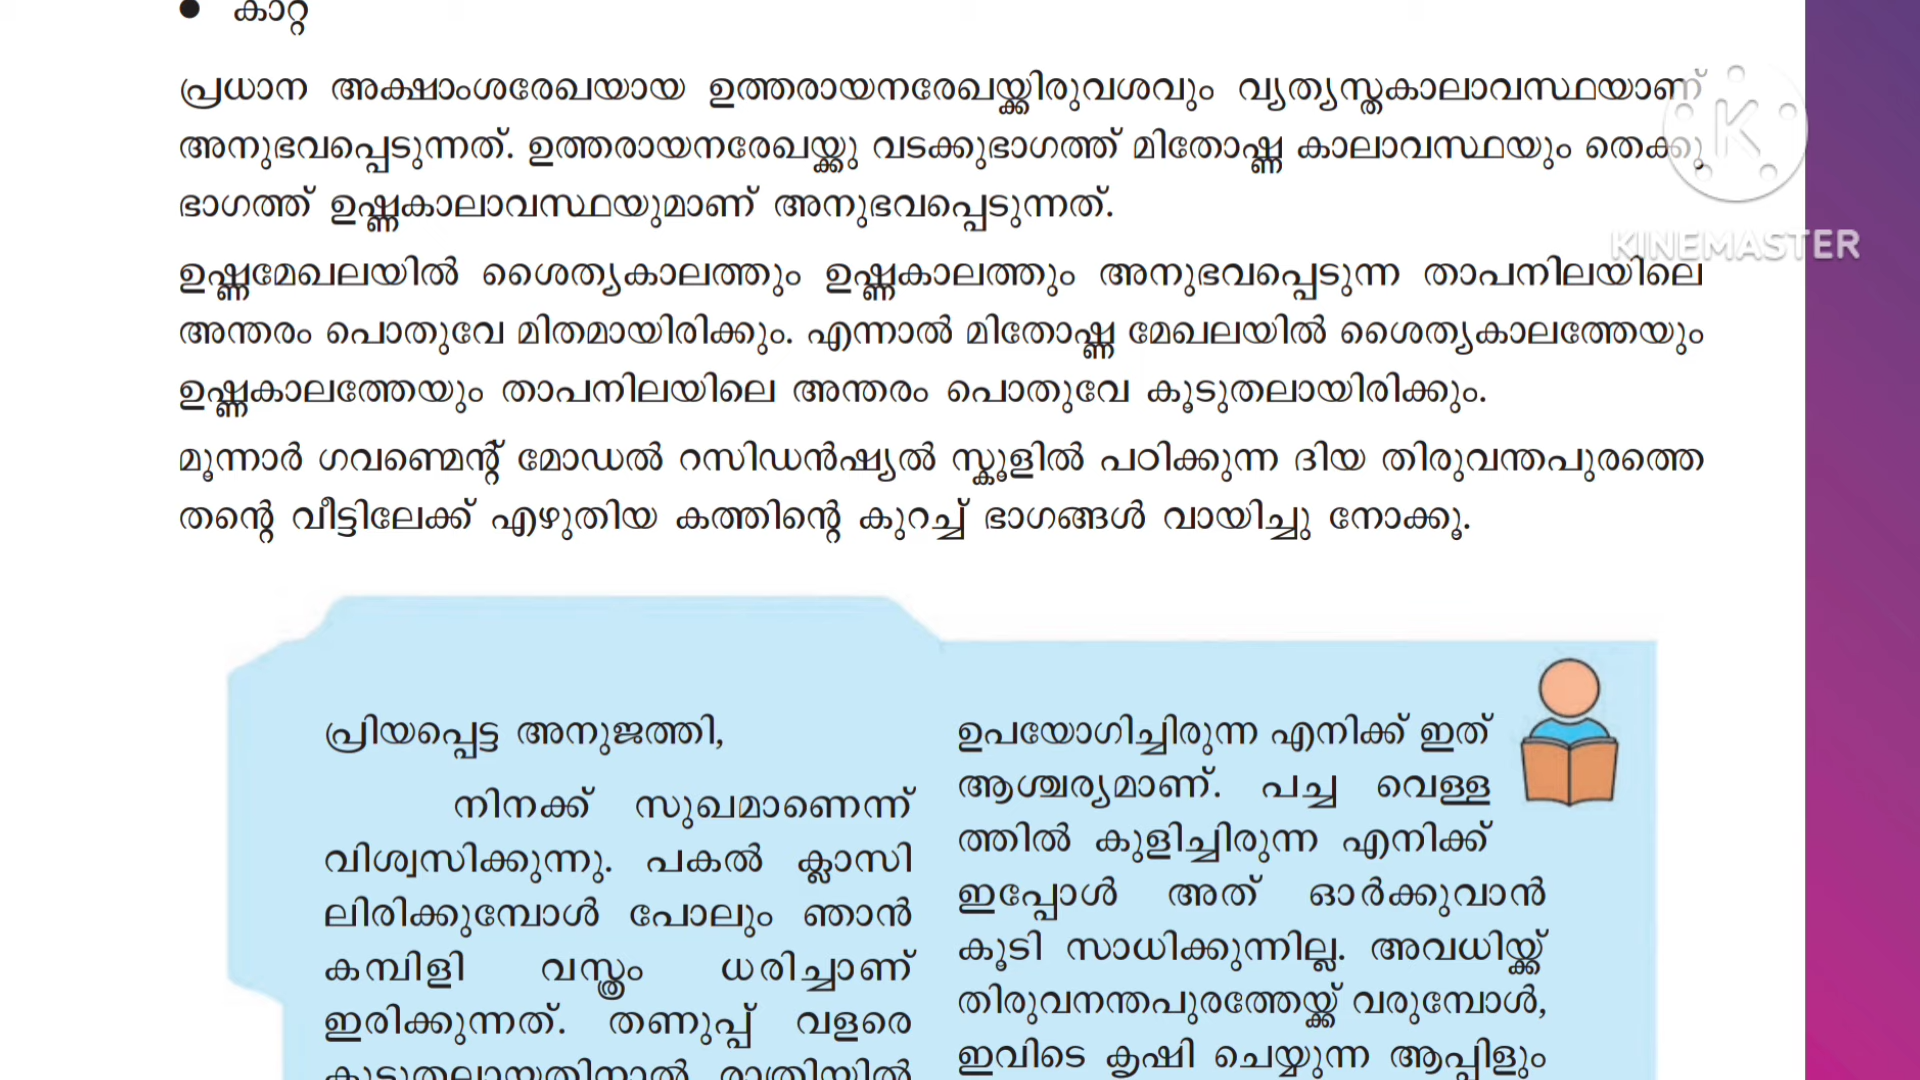 ● കാറ്റ്
പ്രധാന അക്ഷാംശരേഖയായ ഉത്തരായനരേഖയ്ക്കിരുവശവും വ്യത്യസ്തകാലാവസ്ഥയാണ്
അനുഭവപ്പെടുന്നത്. ഉത്തരായനരേഖയ്ക്കു വടക്കുഭാഗത്ത് മിതോഷ്ണ കാലാവസ്ഥയും തെക്കു
ഭാഗത്ത് ഉഷ്ണകാലാവസ്ഥയുമാണ് അനുഭവപ്പെടുന്നത്.
KINEMASTER
ഉഷ്ണമേഖലയിൽ ശൈത്യകാലത്തും ഉഷ്ണകാലത്തും അനുഭവപ്പെടുന്ന താപനിലയിലെ
അന്തരം പൊതുവേ മിതമായിരിക്കും. എന്നാൽ മിതോഷ്ണ മേഖലയിൽ ശൈത്യകാലത്തേയും
ഉഷ്ണകാലത്തേയും താപനിലയിലെ അന്തരം പൊതുവേ കൂടുതലായിരിക്കും.
മൂന്നാർ ഗവണ്മെന്റ് മോഡൽ റസിഡൻഷ്യൽ സ്കൂളിൽ പഠിക്കുന്ന ദിയ തിരുവന്തപുരത്തെ
തന്റെ വീട്ടിലേക്ക് എഴുതിയ കത്തിന്റെ കുറച്ച് ഭാഗങ്ങൾ വായിച്ചു നോക്കൂ.
പ്രിയപ്പെട്ട അനുജത്തി,
നിനക്ക് സുഖമാണെന്ന്
വിശ്വസിക്കുന്നു. പകൽ ക്ലാസി
ലിരിക്കുമ്പോൾ പോലും ഞാൻ
കമ്പിളി വസ്ത്രം ധരിച്ചാണ്
ഇരിക്കുന്നത്. തണുപ്പ് വളരെ
കൂടുതലായതിനാൽ രാത്രിയിൽ
ഉപയോഗിച്ചിരുന്ന എനിക്ക് ഇത്
ആശ്ചര്യമാണ്. പച്ച വെള്ള
ത്തിൽ കുളിച്ചിരുന്ന എനിക്ക്
ഇപ്പോൾ അത് ഓർക്കുവാൻ
കൂടി സാധിക്കുന്നില്ല. അവധിയ്ക്ക്
തിരുവനന്തപുരത്തേയ്ക്ക് വരുമ്പോൾ,
ഇവിടെ കൃഷി ചെയ്യുന്ന ആപ്പിളും